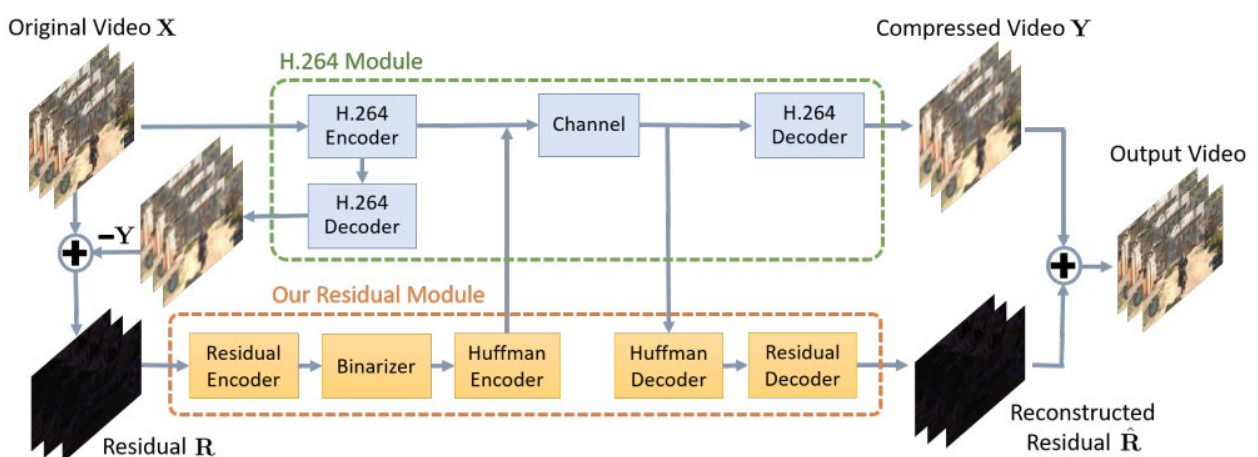 Original Video X
Compressed Video Y
H.264 Module
H.264
Encoder
Channel
H.264
Decoder
Output Video
H.264
Decoder
−Y
Our Residual Module
Residual
Encoder
Binarizer
Huffman
Encoder
Huffman
Decoder
Residual
Decoder
Residual R
Reconstructed
Residual R̂